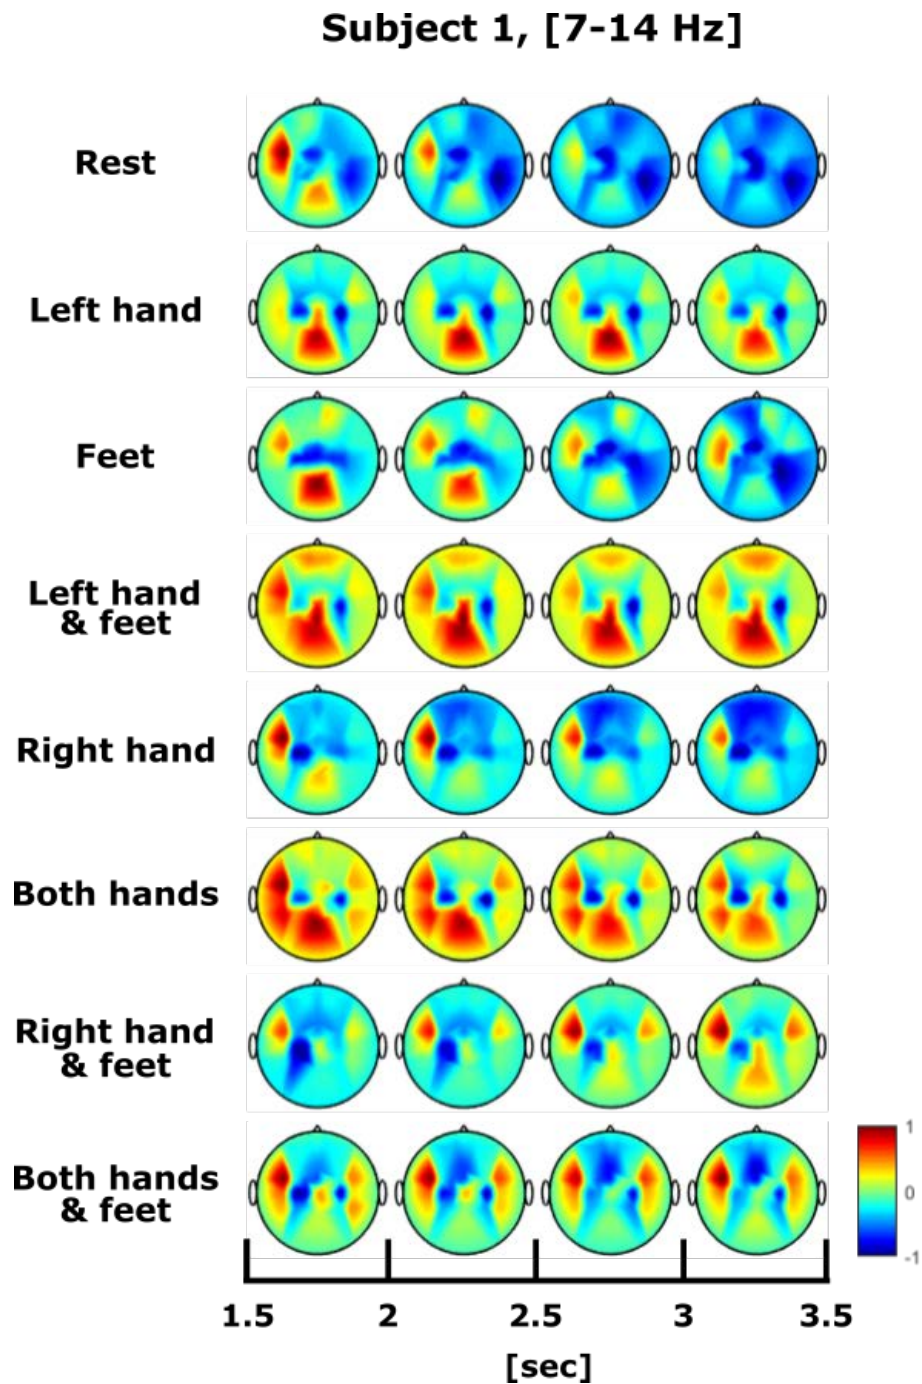 Subject 1, [7-14 Hz]
Rest
Left hand
Feet
Left hand
& feet
Right hand
Both hands
Right hand
& feet
Both hands
& feet
1
0
-1
1.5 2 2.5 3 3.5
[sec]